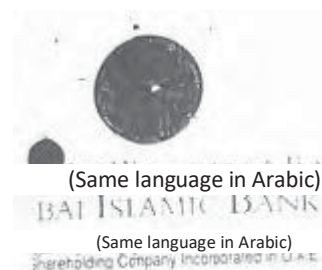 (Same language in Arabic)
BAI ISLAMIC BANK
(Same language in Arabic)
Shareholding Company Incorporated in U.A.E.